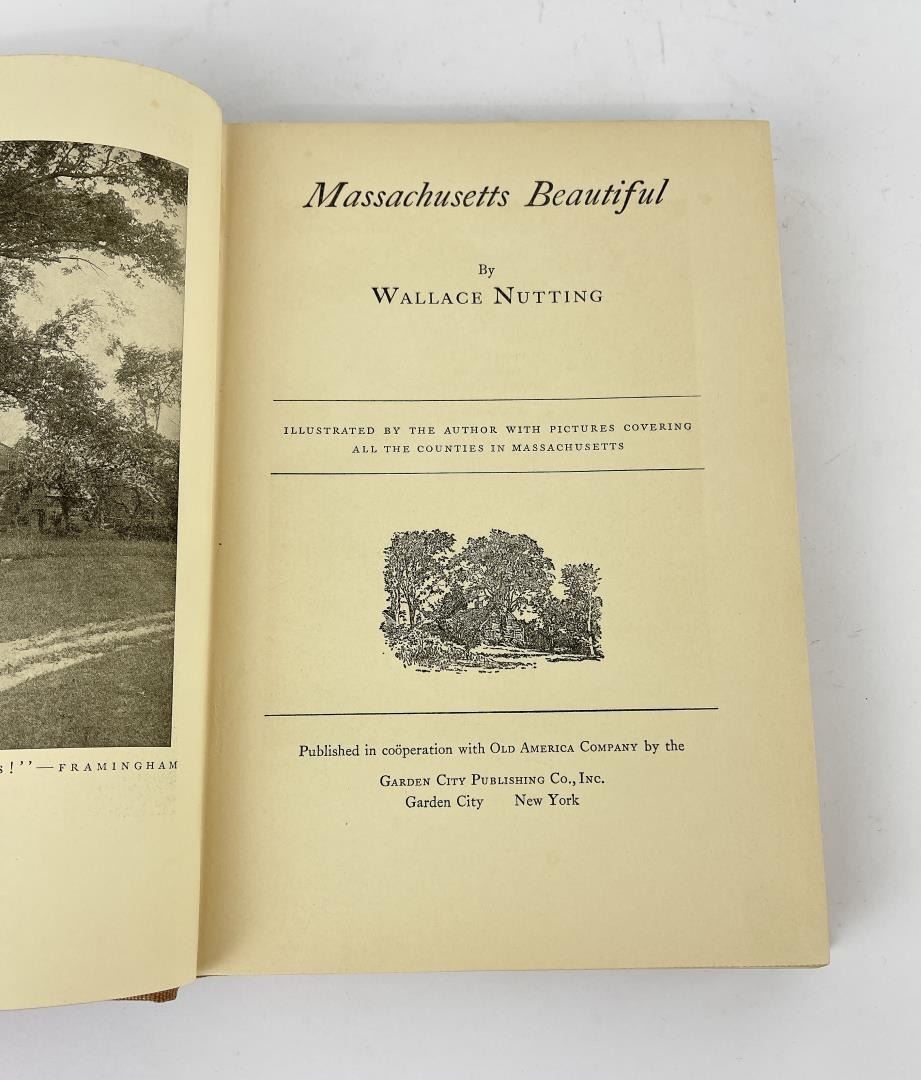 s!”—FRAMINGHAM
Massachusetts Beautiful
By
WALLACE NUTTING
ILLUSTRATED BY THE AUTHOR WITH PICTURES COVERING
ALL THE COUNTIES IN MASSACHUSETTS
Published in coöperation with OLD AMERICA COMPANY by the
GARDEN CITY PUBLISHING CO., INC.
Garden City New York